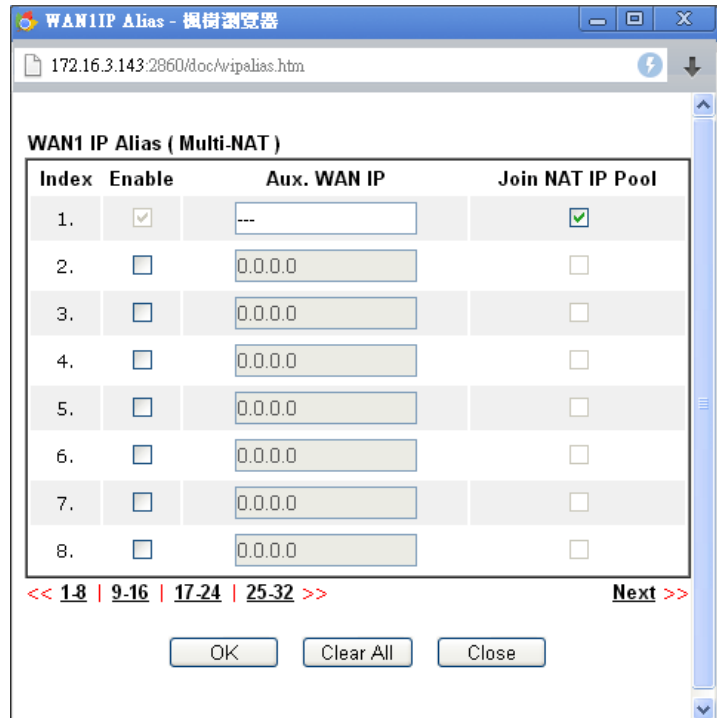 WAN1IP Alias - 楓樹瀏覽器
172.16.3.143:2860/doc/wipalias.htm
WAN1 IP Alias ( Multi-NAT )
Index Enable Aux. WAN IP Join NAT IP Pool
1. ---
2. 0.0.0.0
3. 0.0.0.0
4. 0.0.0.0
5. 0.0.0.0
6. 0.0.0.0
7. 0.0.0.0
8. 0.0.0.0
<< 1-8 | 9-16 | 17-24 | 25-32 >> Next >>
OK Clear All Close